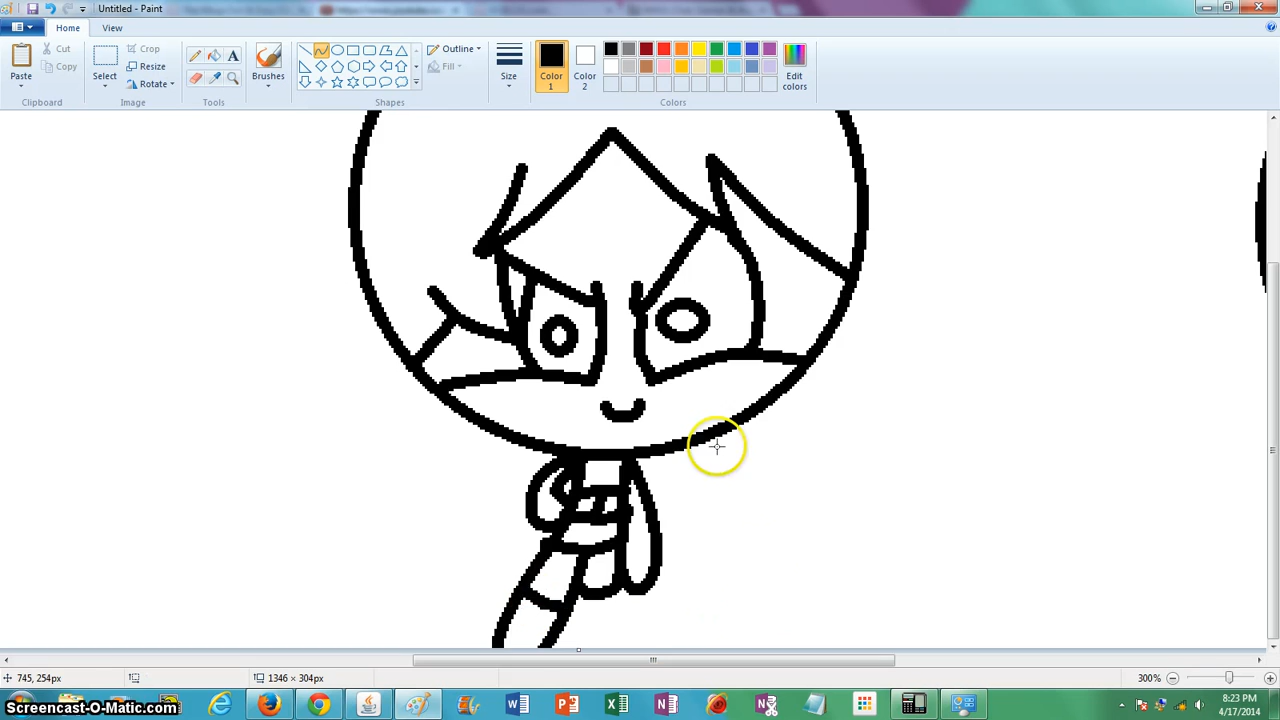 Untitled - Paint
Home
View
Paste
Cut
Copy
Clipboard
Select
Crop
Resize
Rotate
Image
A
Tools
Brushes
Outline
Fill
Shapes
Size
Color 1
Color 2
Edit colors
Colors
745, 254px
1346 × 304px
300%
8:23 PM
4/17/2014
Screencast-O-Matic.com